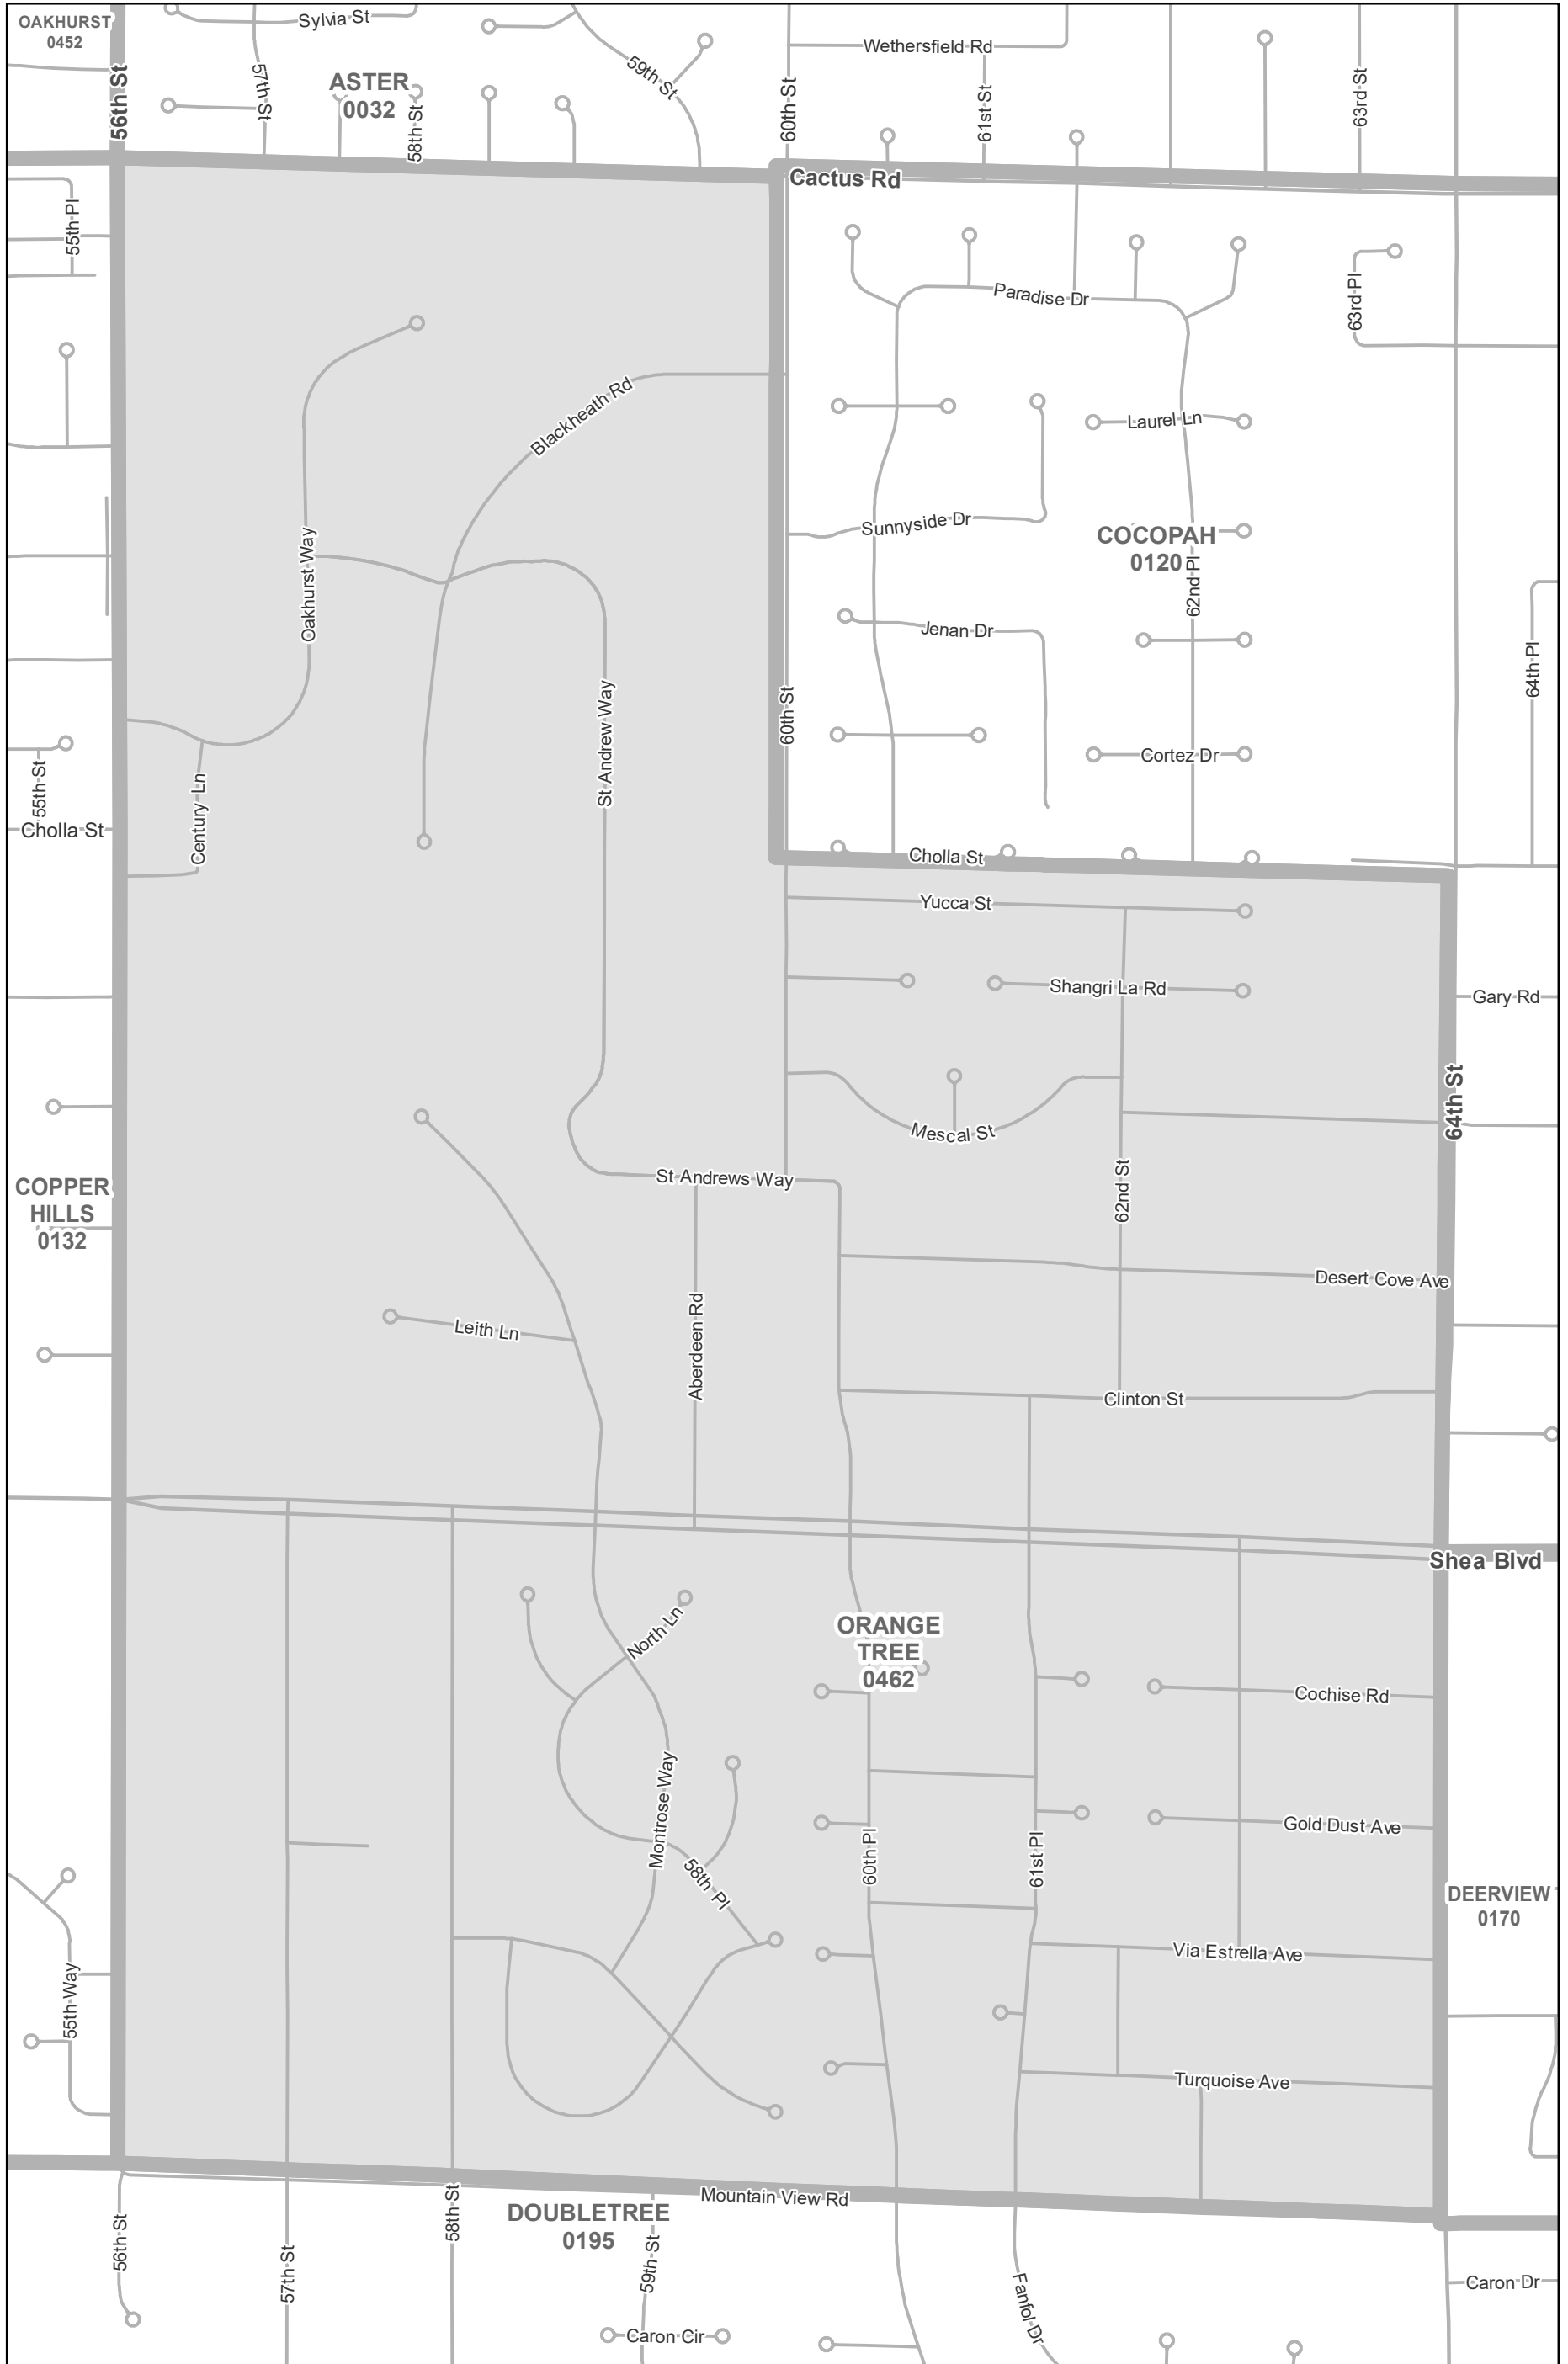 OAKHURST
0452
Sylvia St
56th St
57th St
ASTER
0032
58th St
59th St
60th St
Wethersfield Rd
61st St
63rd St
Cactus Rd
55th Pl
Paradise Dr
63rd Pl
Blackheath Rd
Laurel Ln
Oakhurst Way
Sunnyside Dr
COCOPAH
0120
62nd Pl
Jenan Dr
64th Pl
60th St
St Andrew Way
Cortez Dr
55th St
Century Ln
Cholla St
Cholla St
Yucca St
Shangri La Rd
Gary Rd
64th St
Mescal St
COPPER
HILLS
0132
St Andrews Way
62nd St
Desert Cove Ave
Leith Ln
Aberdeen Rd
Clinton St
Shea Blvd
North Ln
ORANGE
TREE
0462
Cochise Rd
Montrose Way
58th Pl
60th Pl
61st Pl
Gold Dust Ave
DEERVIEW
0170
Via Estrella Ave
55th Way
Turquoise Ave
Mountain View Rd
DOUBLETREE
0195
56th St
57th St
58th St
59th St
Fanfol Dr
Caron Dr
Caron Cir